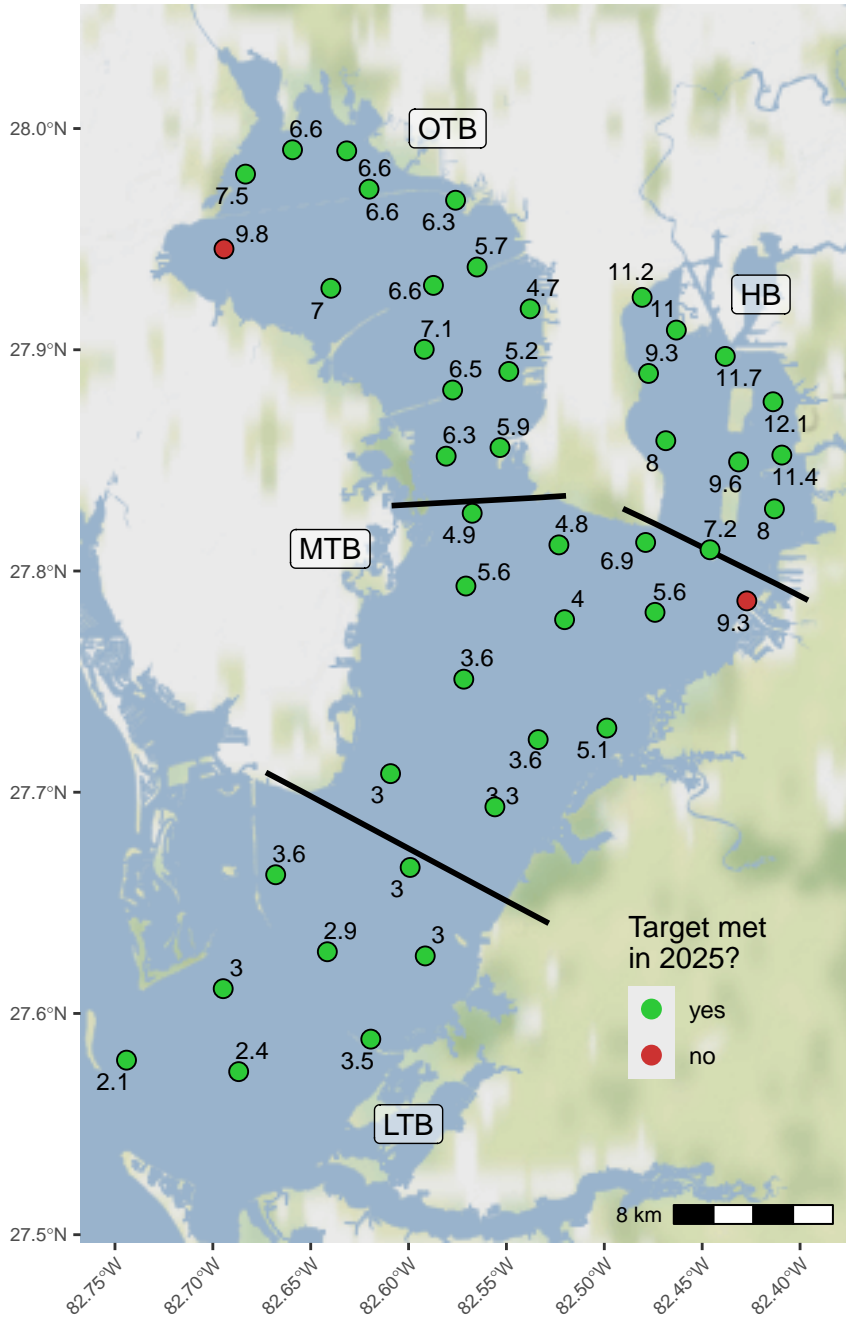 28.0°N
27.9°N
27.8°N
27.7°N
27.6°N
27.5°N
OTB
6.6
6.6
7.5
6.6
6.3
9.8
5.7
6.6
7
4.7
11.2
HB
11
7.1
5.2
9.3
11.7
6.5
12.1
6.3
5.9
8
9.6
11.4
8
4.9
4.8
7.2
MTB
6.9
5.6
4
5.6
9.3
3.6
3.6
5.1
3
3.3
3.6
3
2.9
3
3
3.5
2.1
2.4
LTB
Target met
in 2025?
yes
no
8 km
82.75°W
82.70°W
82.65°W
82.60°W
82.55°W
82.50°W
82.45°W
82.40°W